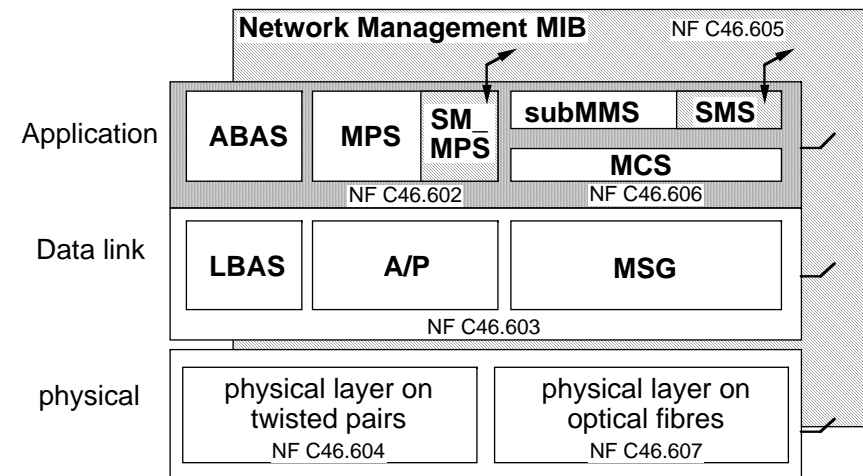 Network Management MIB
NF C46.605
Application
ABAS
MPS
SM_
MPS
subMMS
SMS
MCS
NF C46.602
NF C46.606
Data link
LBAS
A/P
MSG
NF C46.603
physical
physical layer on
twisted pairs
NF C46.604
physical layer on
optical fibres
NF C46.607